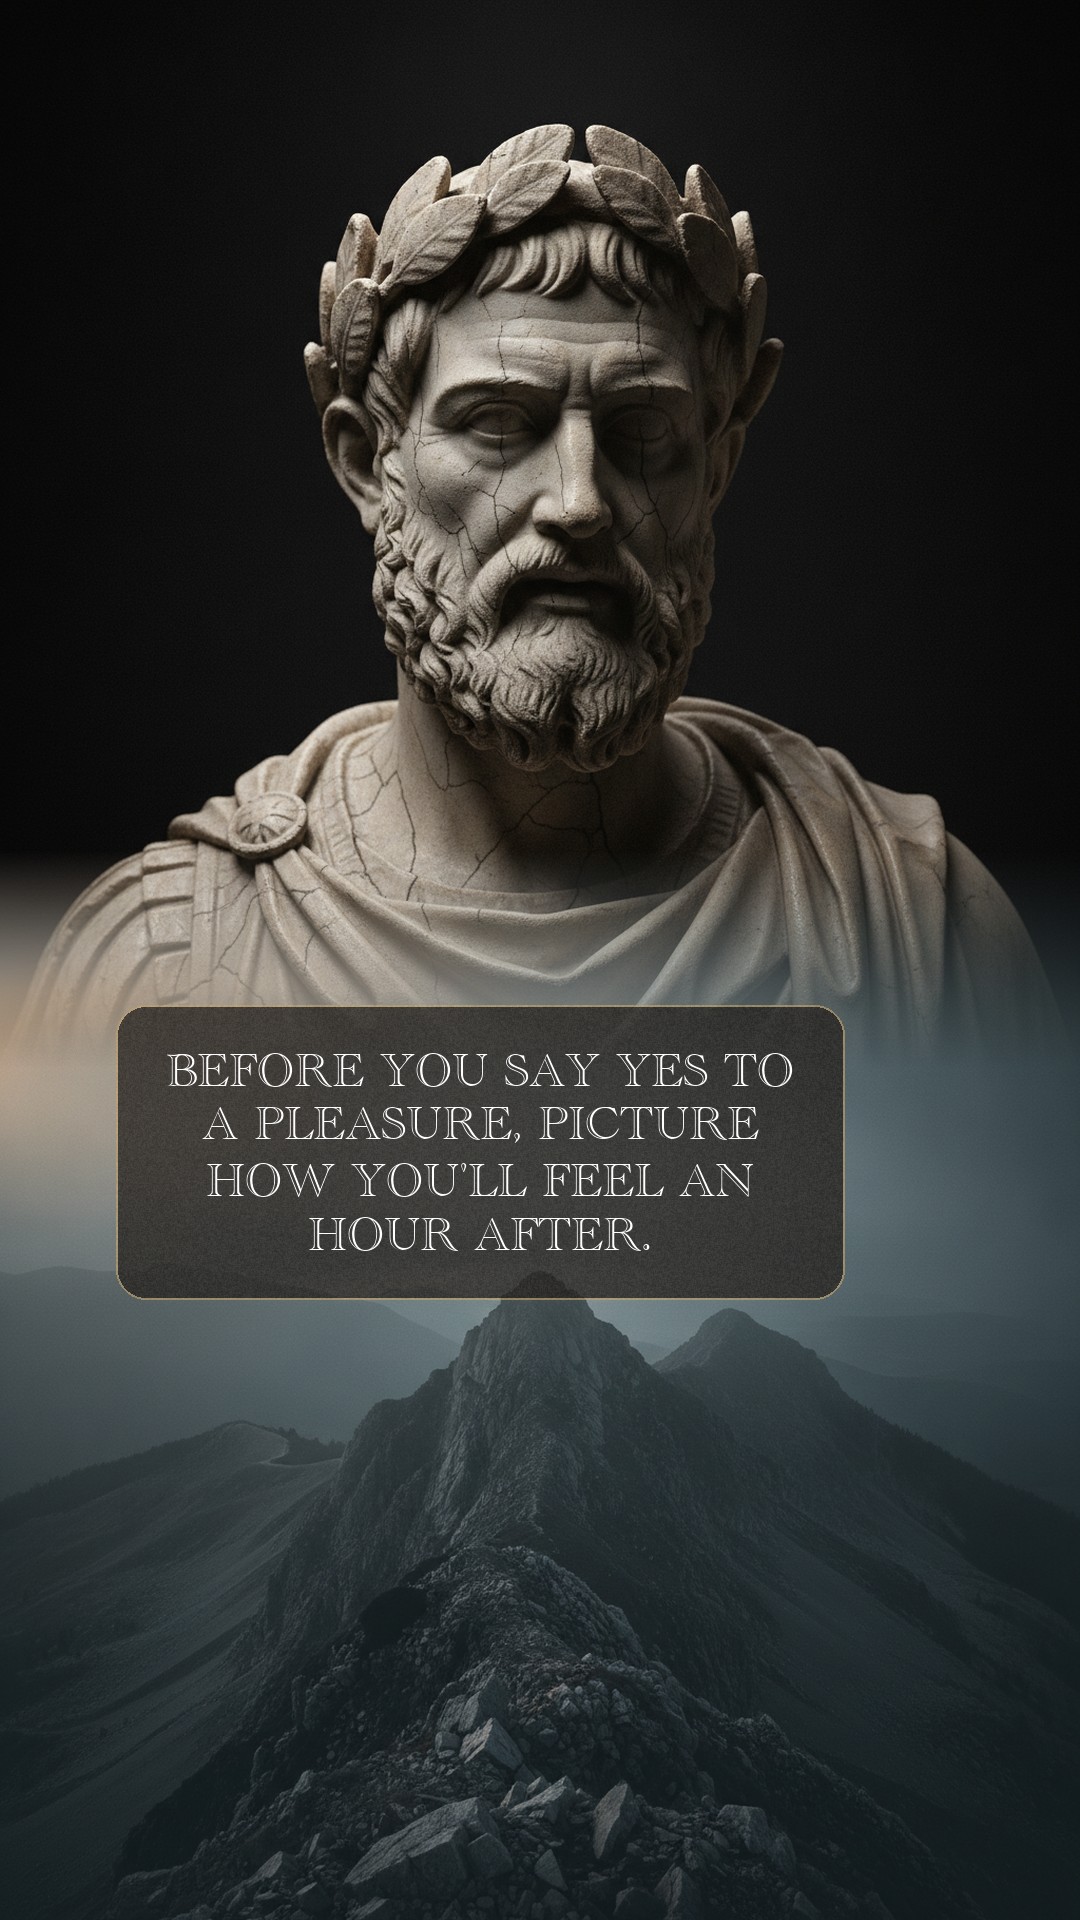 BEFORE YOU SAY YES TO
A PLEASURE, PICTURE
HOW YOU'LL FEEL AN
HOUR AFTER.